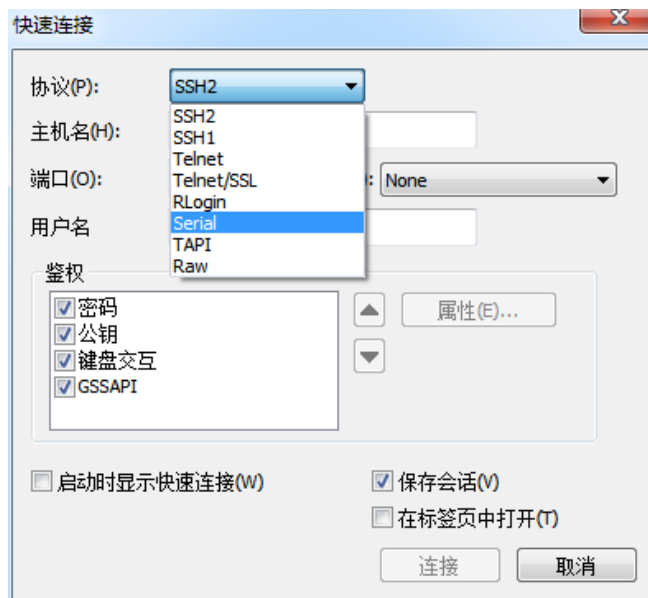 快速连接
协议(P): SSH2
SSH2
主机名(H): SSH1
Telnet
端口(O): Telnet/SSL : None
RLogin
用户名 Serial
TAPI
Raw
鉴权
密码
属性(E)...
公钥
键盘交互
GSSAPI
启动时显示快速连接(W) 保存会话(V)
在标签页中打开(T)
连接 取消